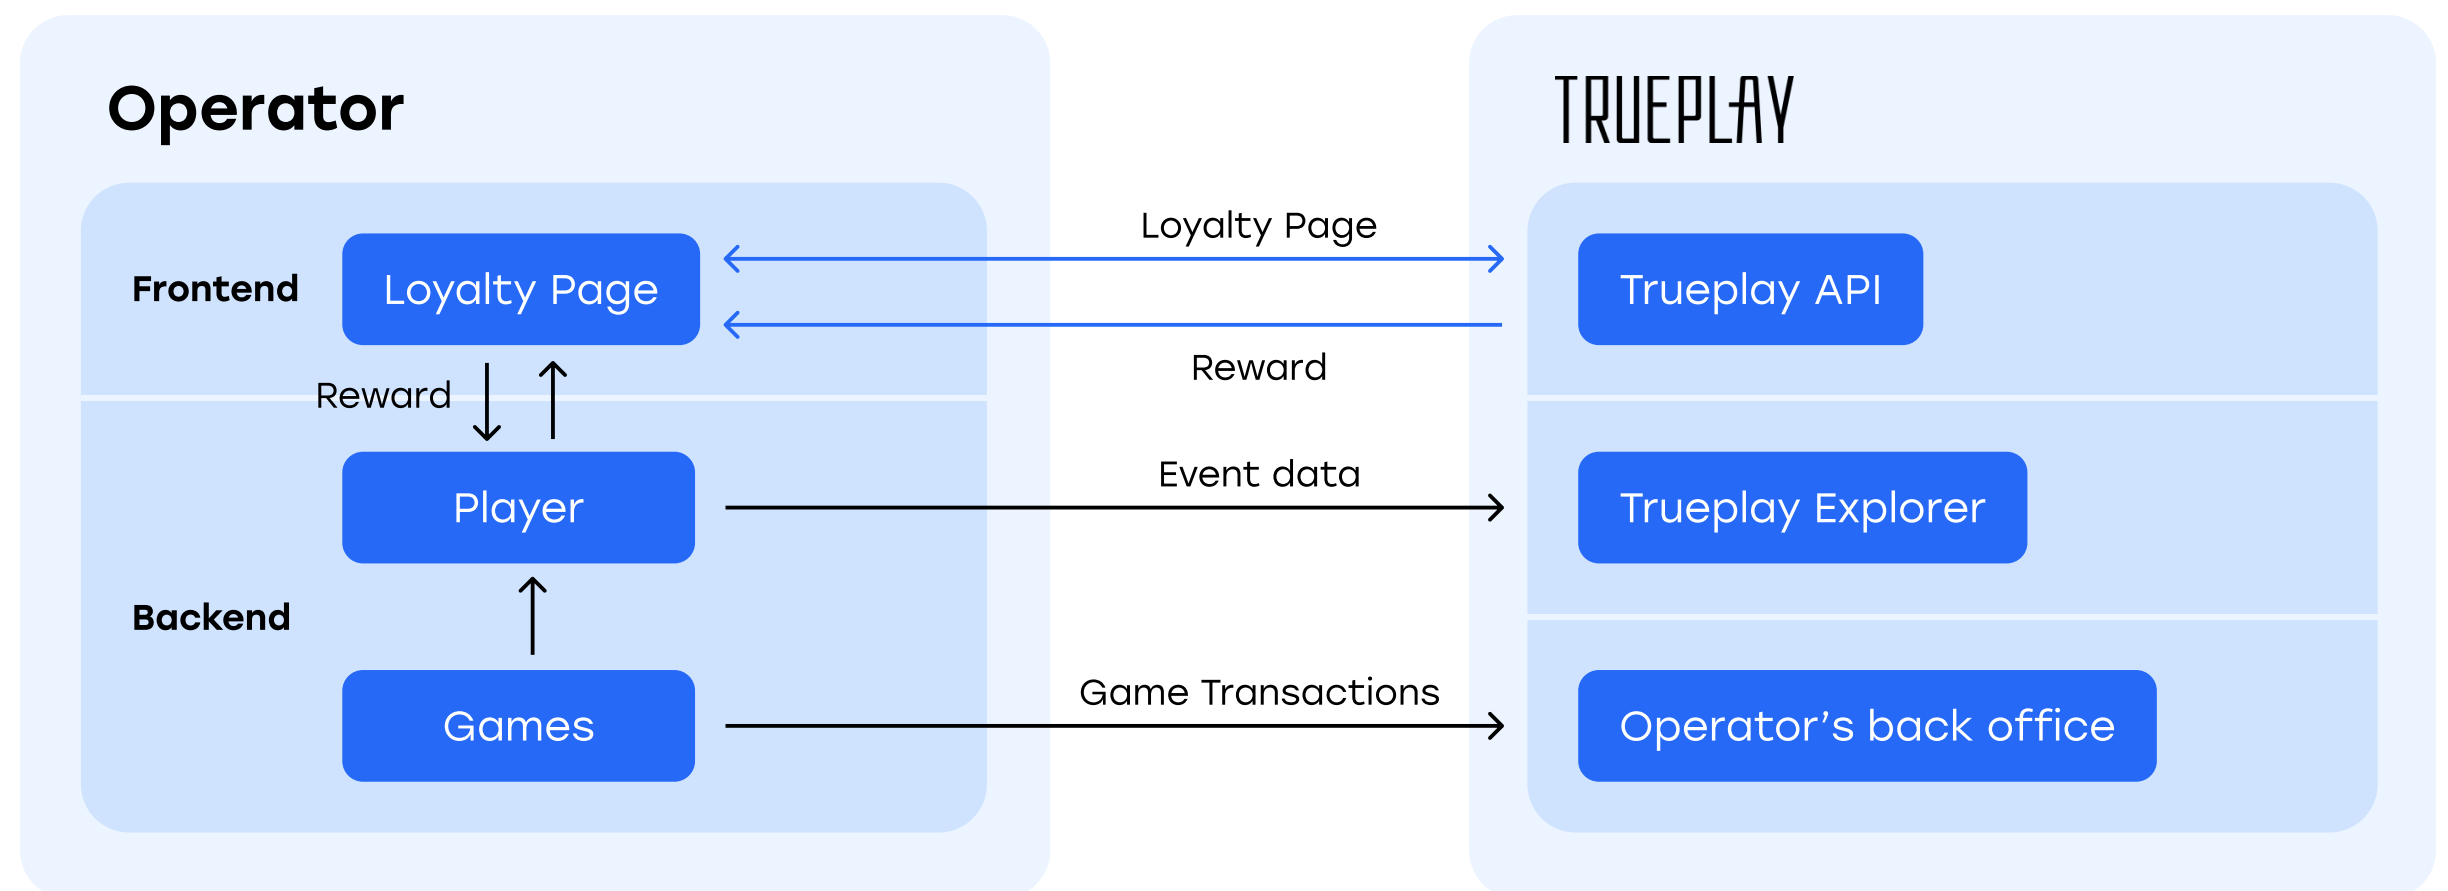 Operator
TRUEPLAY
Loyalty Page
Frontend
Loyalty Page
Trueplay API
Reward
Reward
Event data
Player
Trueplay Explorer
Backend
Game Transactions
Games
Operator’s back office